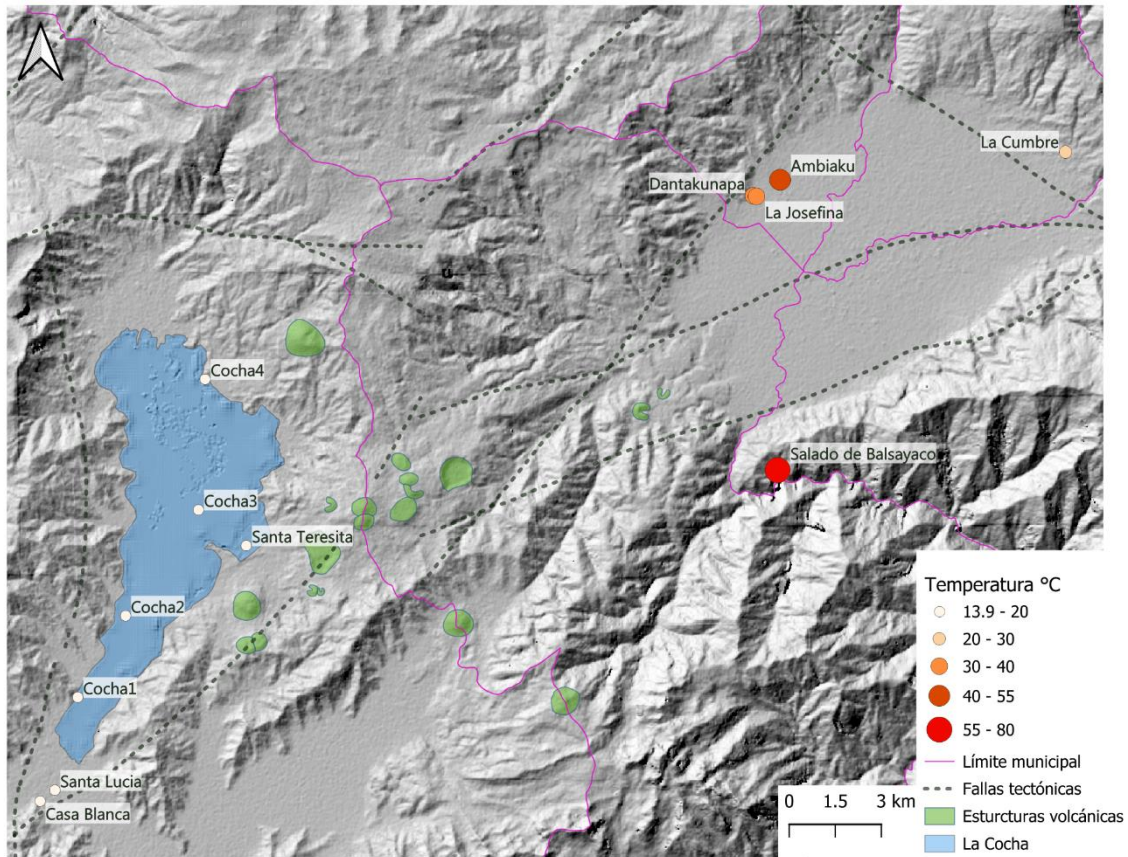 La Cumbre
Ambiaku
Dantakunapa
La Josefina
Cocha4
Salado de Balsayaco
Cocha3
Santa Teresita
Cocha2
Cocha1
Santa Lucia
Casa Blanca
Temperatura °C
13.9 - 20
20 - 30
30 - 40
40 - 55
55 - 80
Límite municipal
Fallas tectónicas
Esturcturas volcánicas
La Cocha
0 1.5 3 km